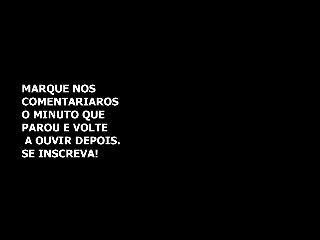 MARQUE NOS
COMENTARIAROS
O MINUTO QUE
PAROU E VOLTE
A OUVIR DEPOIS.
SE INSCREVA!